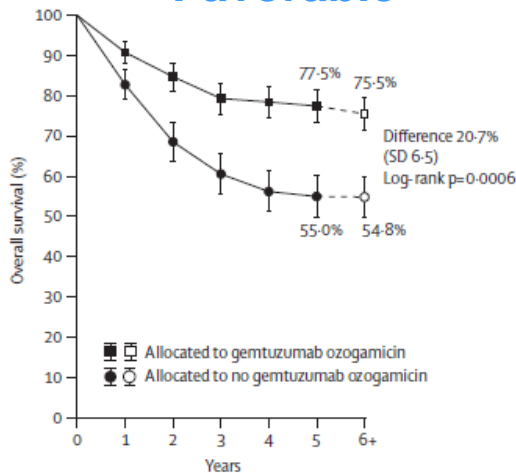 100
90
80
70
60
50
40
30
20
10
0
Overall survival (%)
77·5%
75·5%
Difference 20·7%
(SD 6·5)
Log-rank p=0·0006
55·0%
54·8%
Allocated to gemtuzumab ozogamicin
Allocated to no gemtuzumab ozogamicin
0 1 2 3 4 5 6+
Years